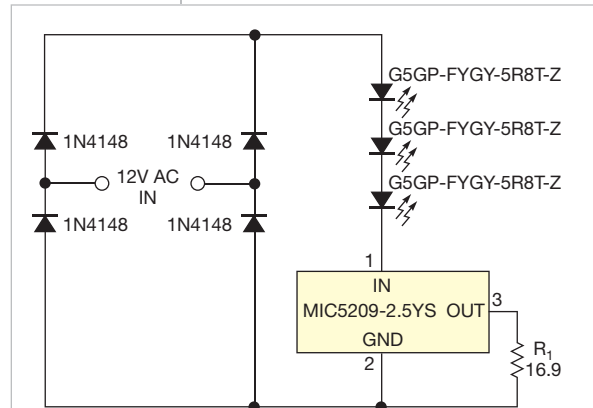 G5GP-FYGY-5R8T-Z
G5GP-FYGY-5R8T-Z
1N4148
1N4148
12V AC
IN
G5GP-FYGY-5R8T-Z
1N4148
1N4148
1
IN
MIC5209-2.5YS OUT
3
GND
2
R1
16.9